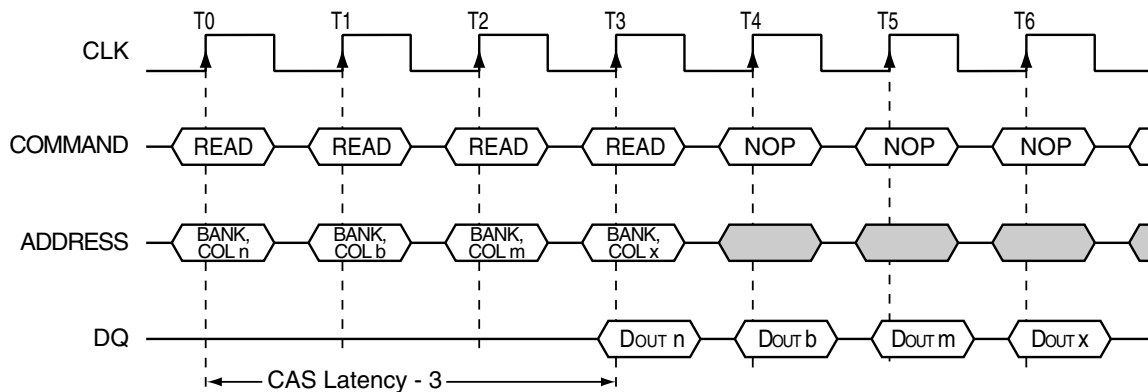 T0 T1 T2 T3 T4 T5 T6
CLK
COMMAND READ READ READ READ NOP NOP NOP
ADDRESS BANK, COL n BANK, COL b BANK, COL m BANK, COL x
DQ DOUT n DOUT b DOUT m DOUT x
CAS Latency - 3